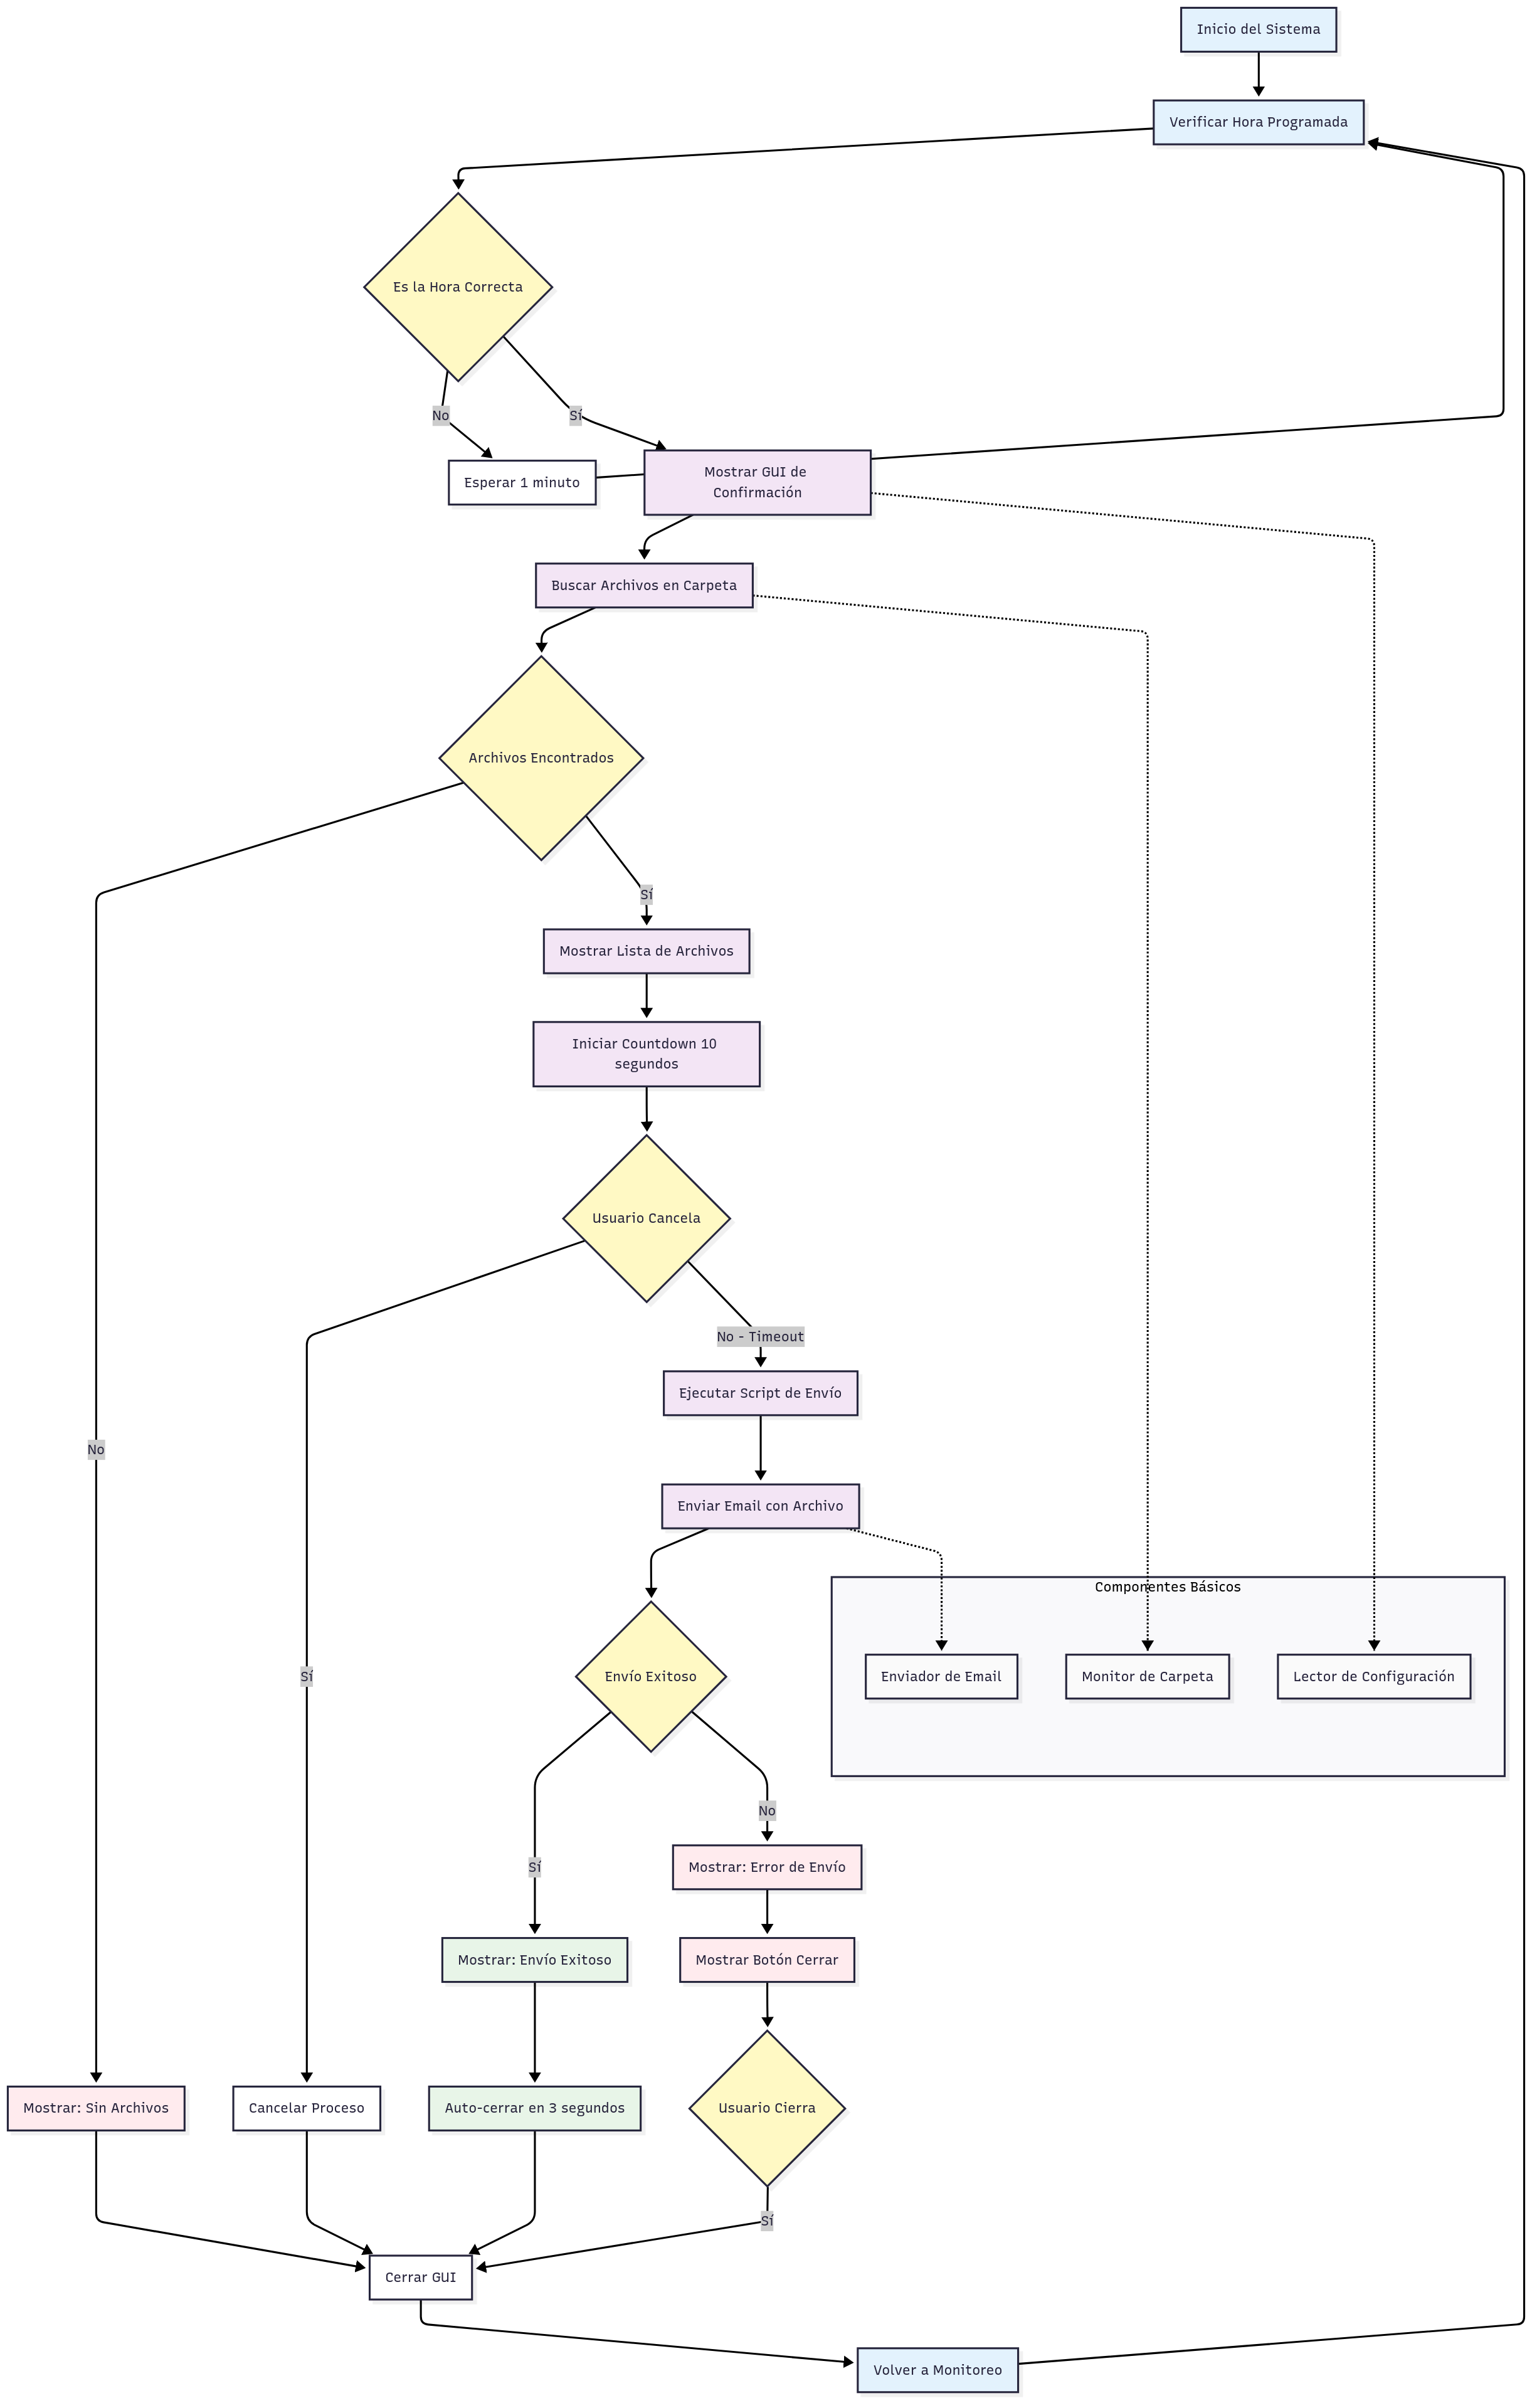 Inicio del Sistema
Verificar Hora Programada
Es la Hora Correcta
No
Sí
Esperar 1 minuto
Mostrar GUI de
Confirmación
Buscar Archivos en Carpeta
Archivos Encontrados
Sí
Mostrar Lista de Archivos
Iniciar Countdown 10
segundos
Usuario Cancela
No - Timeout
Ejecutar Script de Envío
No
Enviar Email con Archivo
Componentes Básicos
Sí
Envío Exitoso
Enviador de Email
Monitor de Carpeta
Lector de Configuración
No
Sí
Mostrar: Error de Envío
Mostrar: Envío Exitoso
Mostrar Botón Cerrar
Mostrar: Sin Archivos
Cancelar Proceso
Auto-cerrar en 3 segundos
Usuario Cierra
Sí
Cerrar GUI
Volver a Monitoreo